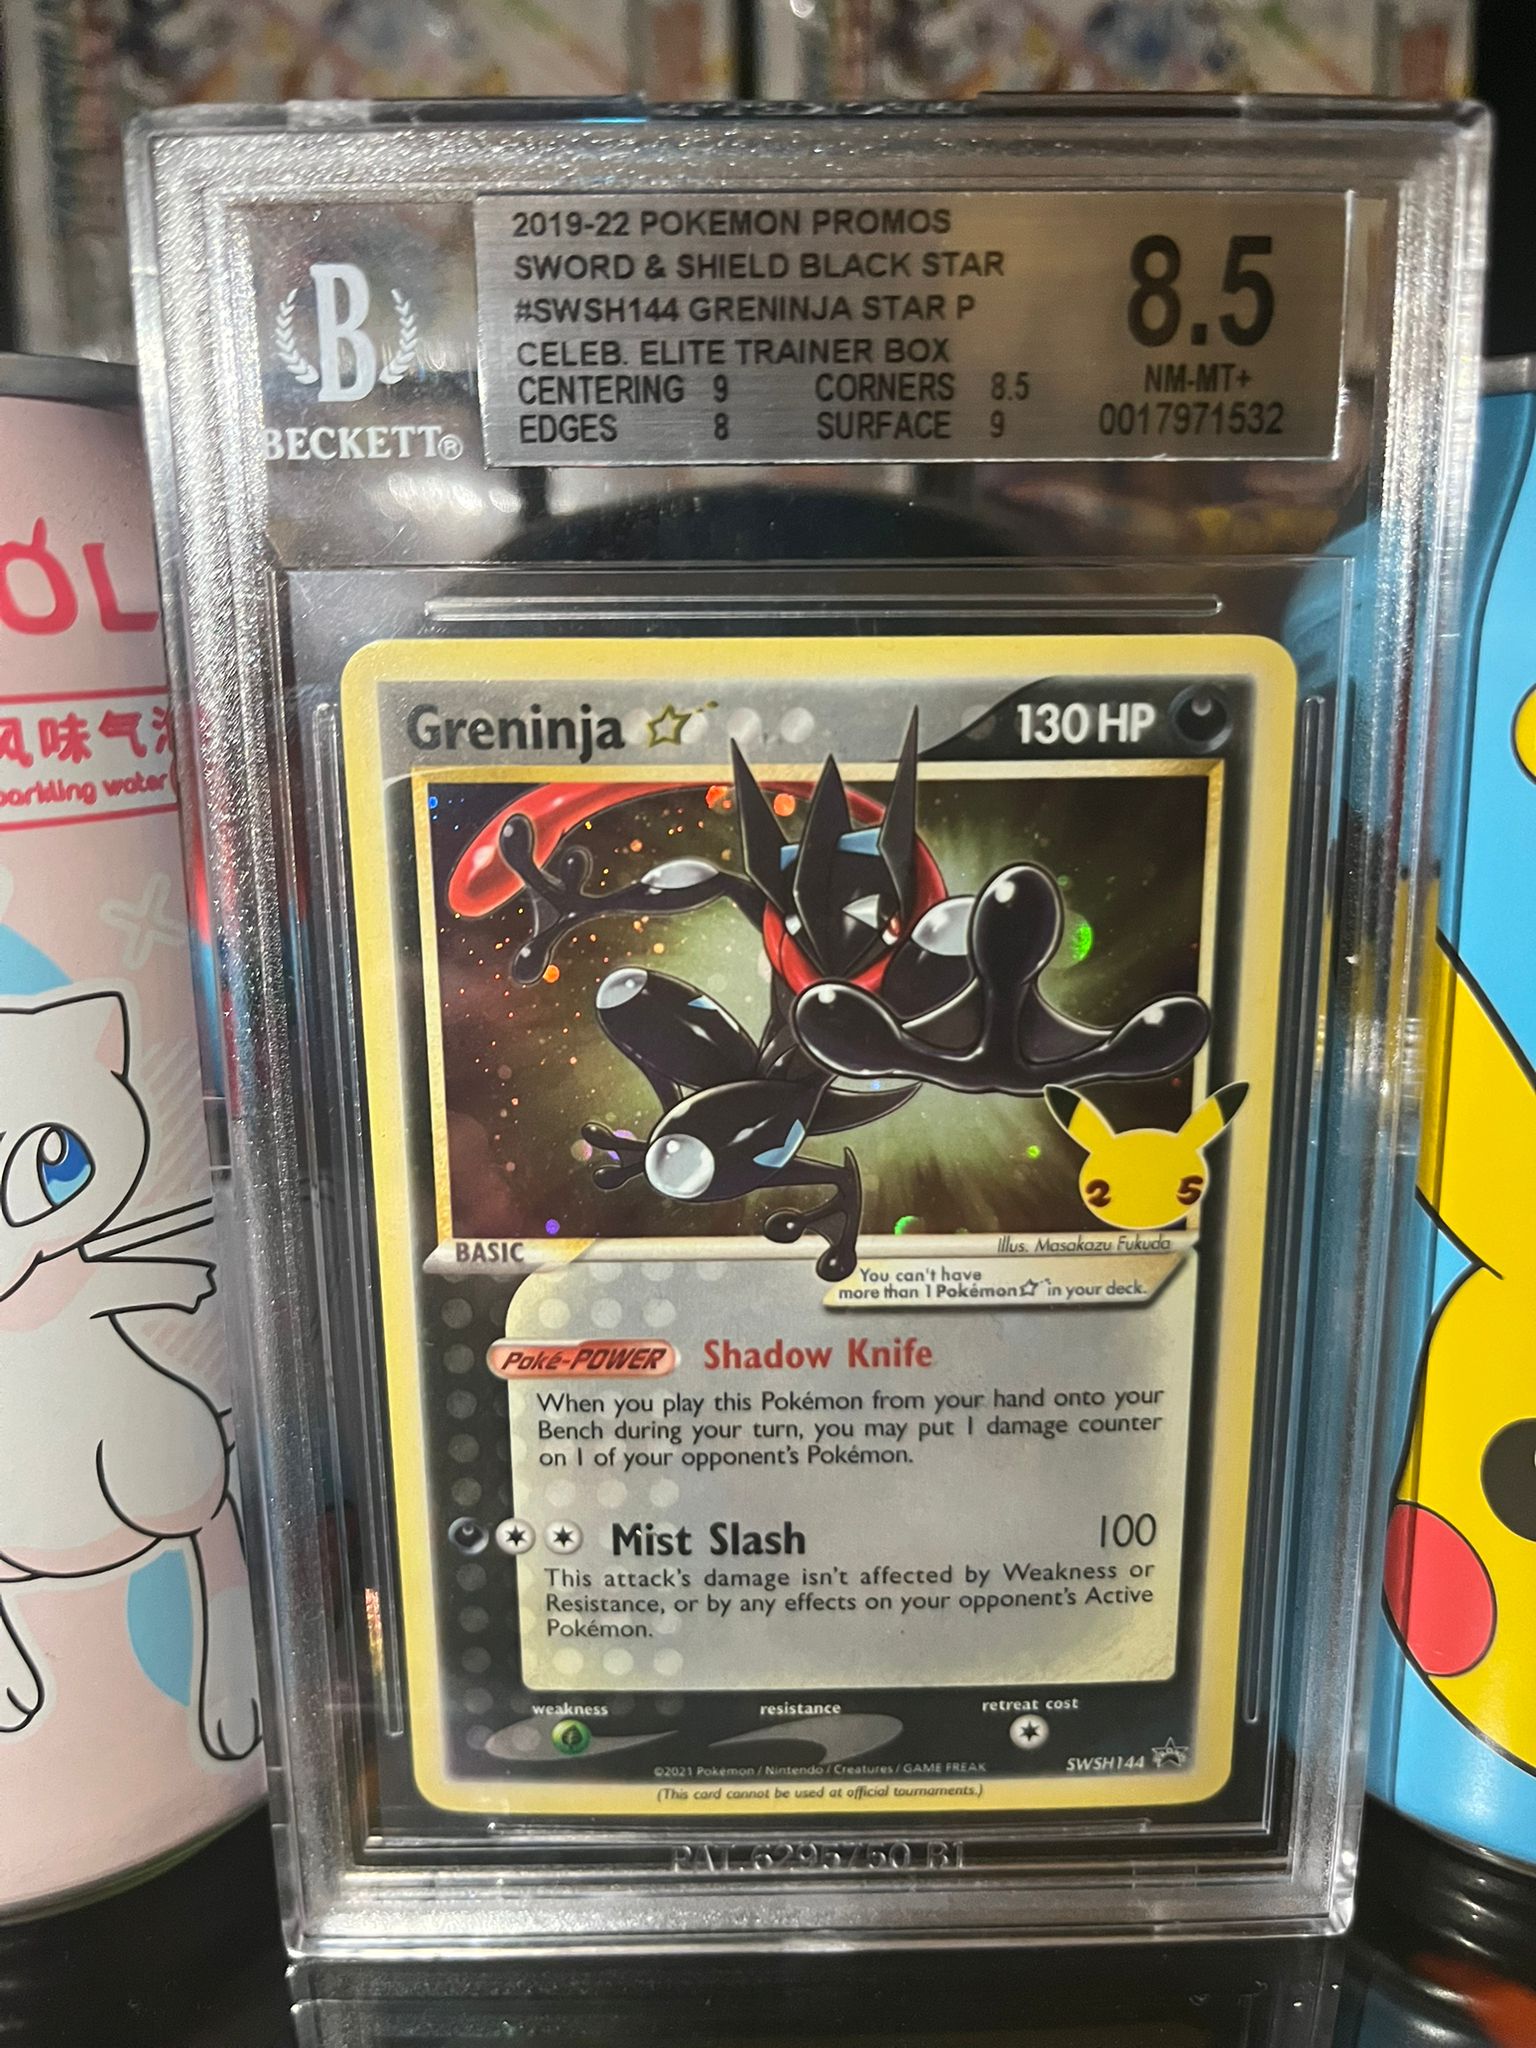 2019-22 POKEMON PROMOS
SWORD & SHIELD BLACK STAR
#SWSH144 GRENINJA STAR P
CELEB. ELITE TRAINER BOX
CENTERING 9 CORNERS 8.5
EDGES 8 SURFACE 9
8.5
NM-MT+
0017971532
B
BECKETT®
ØL
风味气
sparkling water
Greninja ☆ 130 HP
2 5
BASIC
Illus. Masakazu Fukuda
You can't have
more than 1 Pokémon☆ in your deck.
Poké-POWER Shadow Knife
When you play this Pokémon from your hand onto your
Bench during your turn, you may put 1 damage counter
on 1 of your opponent's Pokémon.
Mist Slash 100
This attack's damage isn't affected by Weakness or
Resistance, or by any effects on your opponent's Active
Pokémon.
weakness resistance retreat cost
©2021 Pokémon / Nintendo / Creatures / GAME FREAK SWSH144
(This card cannot be used at official tournaments.)
PAT.6295750 B1